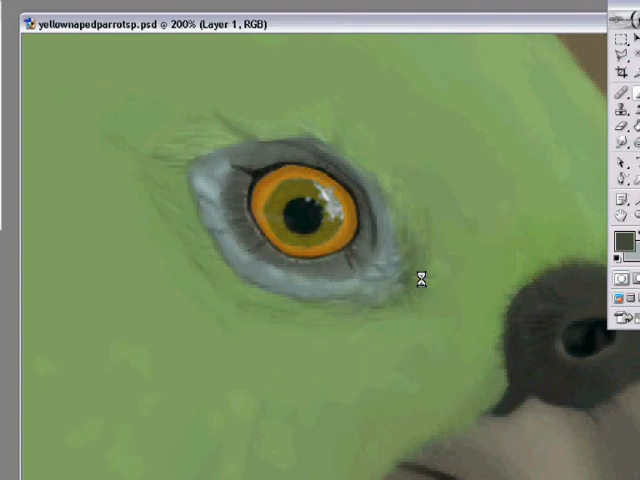 yellownapedparrotsp.psd @ 200% (Layer 1, RGB)